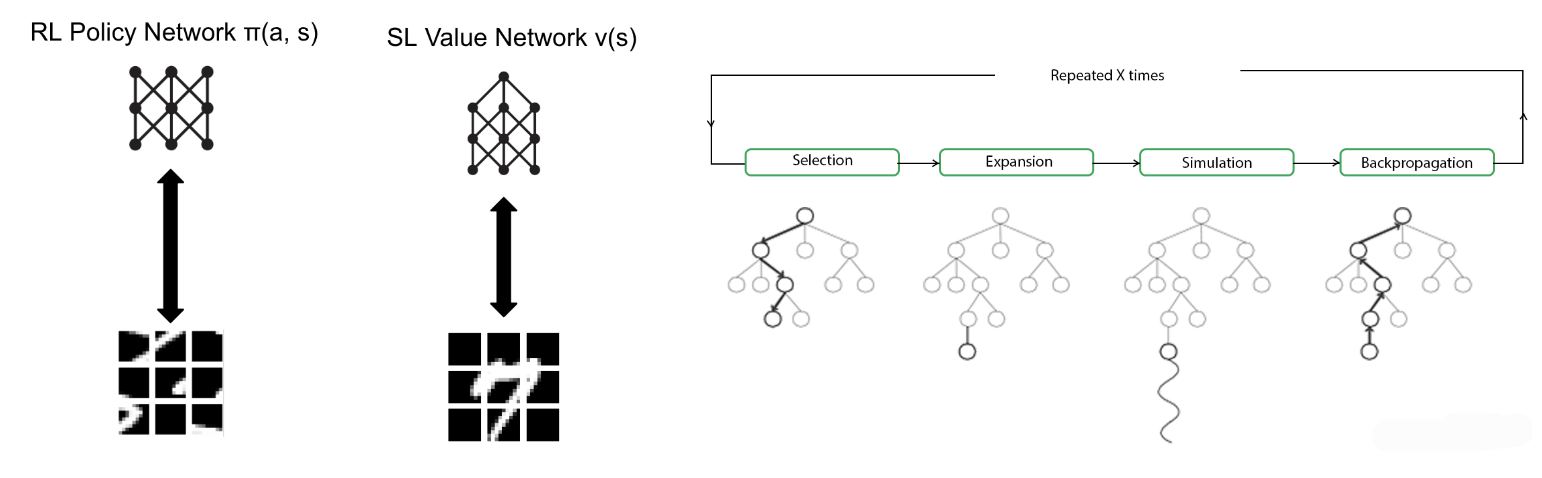 RL Policy Network π(a, s)
SL Value Network v(s)
Repeated X times
Selection
Expansion
Simulation
Backpropagation